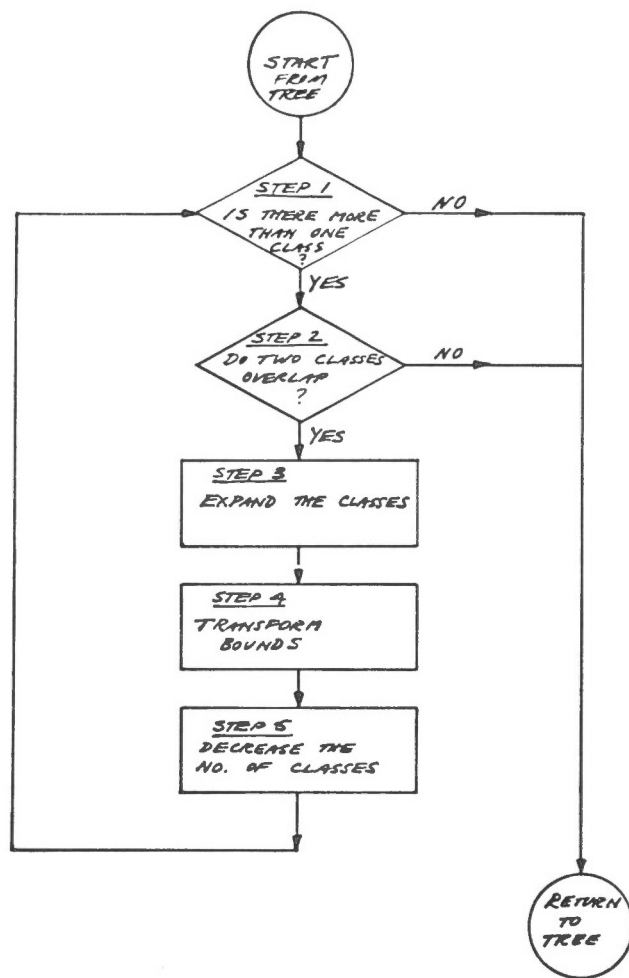 START
FROM
TREE
STEP 1
IS THERE MORE
THAN ONE
CLASS
?
NO
YES
STEP 2
DO TWO CLASSES
OVERLAP
?
NO
YES
STEP 3
EXPAND THE CLASSES
STEP 4
TRANSFORM
BOUNDS
STEP 5
DECREASE THE
NO. OF CLASSES
RETURN
TO
TREE